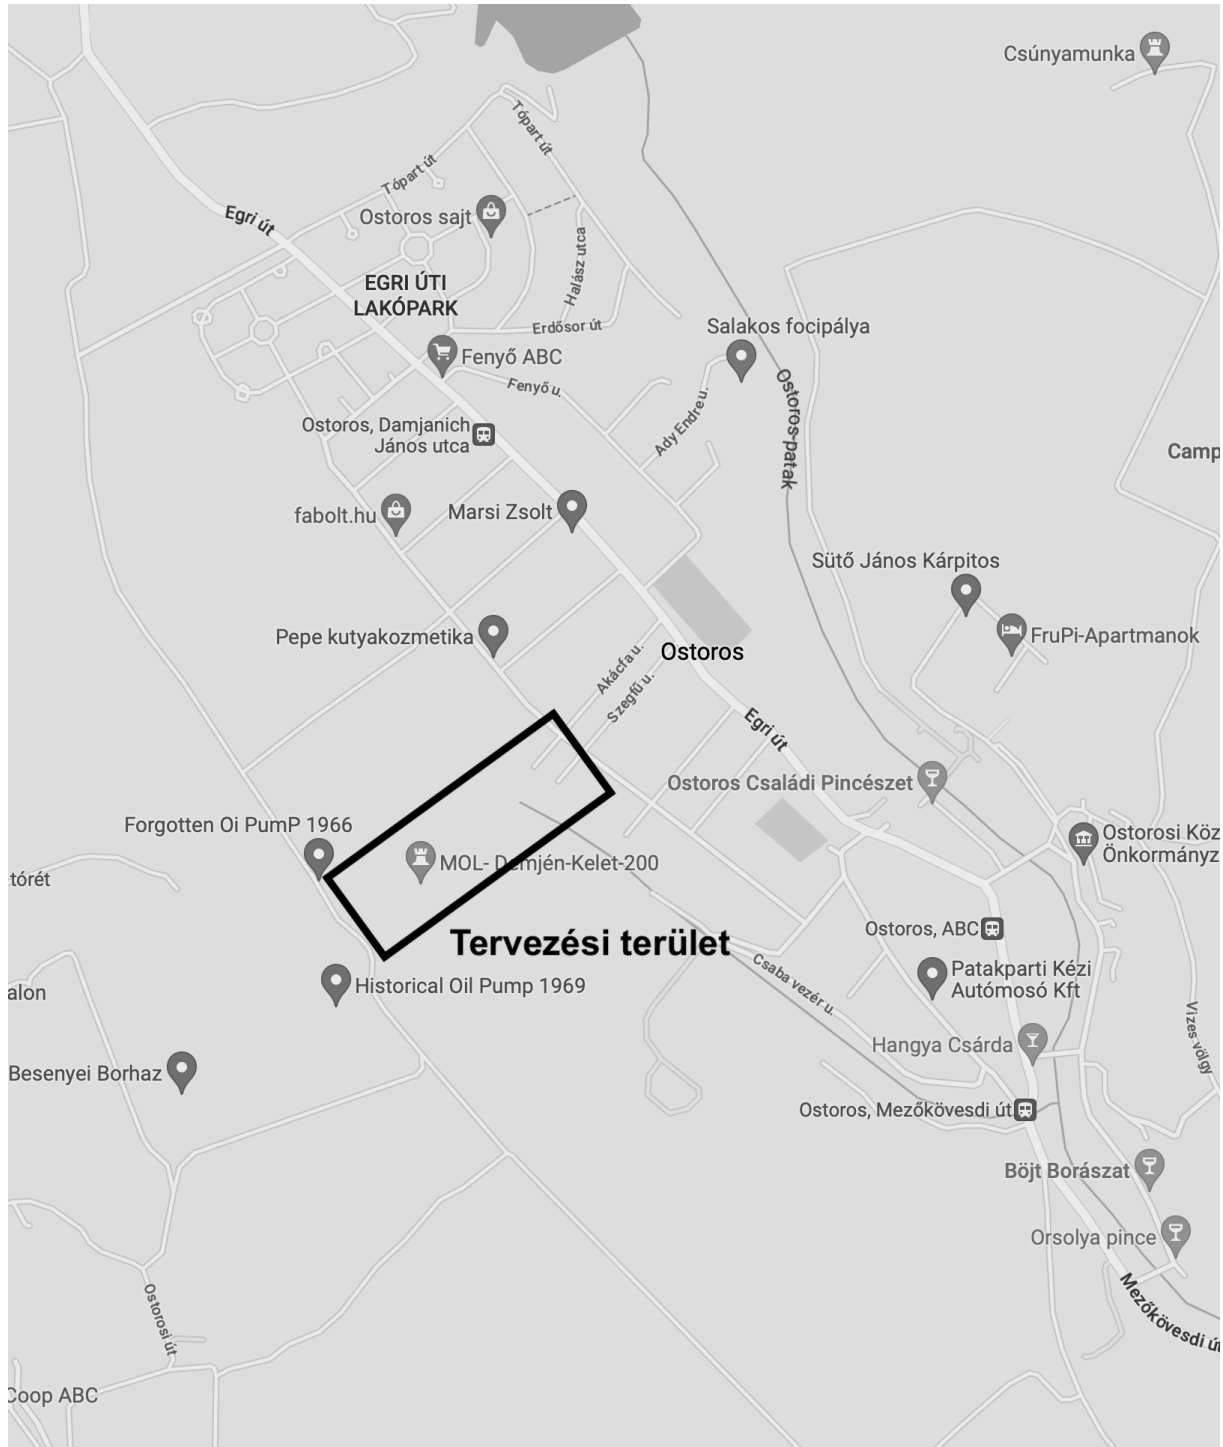 Csúnyamunka
Tópart út
Tópart út
Ostoros sajt
Egri út
Halász utca
EGRI ÚTI
LAKÓPARK
Erdősor út
Salakos focipálya
Fenyő ABC
Fenyő u.
Ady Endre u.
Ostoros-patak
Ostoros, Damjanich
János utca
Camp
fabolt.hu
Marsi Zsolt
Sütő János Kárpitos
Pepe kutyakozmetika
FruPi-Apartmanok
Ostoros
Akácfa u.
Szegfű u.
Egri út
Ostoros Családi Pincészet
Forgotten Oi PumP 1966
Ostorosi Köz
Önkormányz
MOL- Demjén-Kelet-200
tórét
Ostoros, ABC
Tervezési terület
Csaba vezér u.
Patakparti Kézi
Autómosó Kft
Historical Oil Pump 1969
alon
Vizes völgy
Hangya Csárda
Besenyei Borhaz
Ostoros, Mezőkövesdi út
Böjt Borászat
Orsolya pince
Ostorosi út
Mezőkövesdi út
Coop ABC